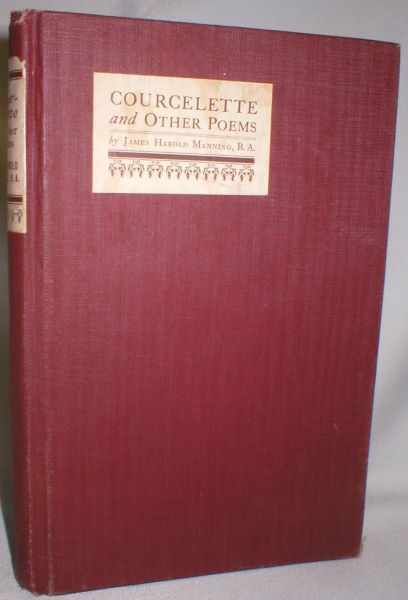 COURCELETTE
and OTHER POEMS
by JAMES HAROLD MANNING, B.A.